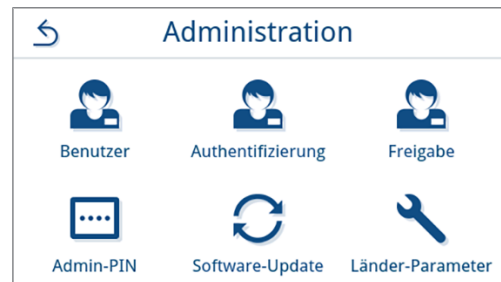 Administration
Benutzer
Authentifizierung
Freigabe
Admin-PIN
Software-Update
Länder-Parameter